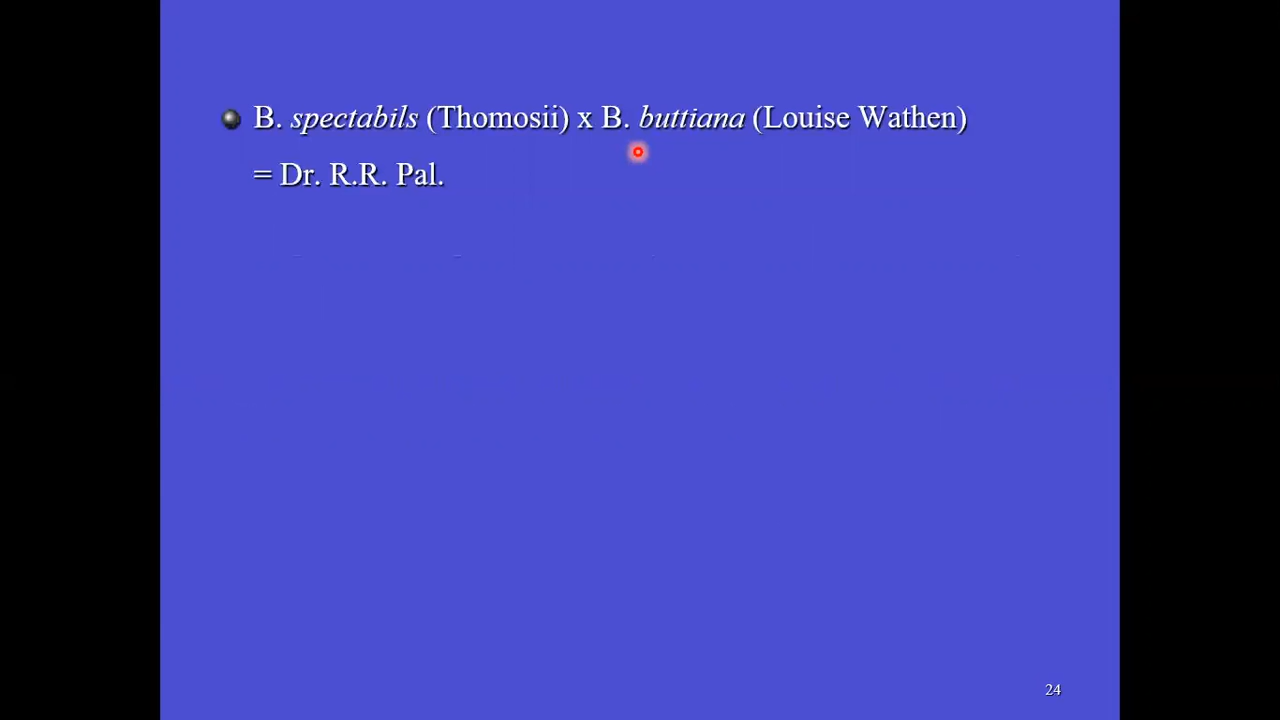 B. spectabils (Thomosii) x B. buttiana (Louise Wathen)
= Dr. R.R. Pal.
24